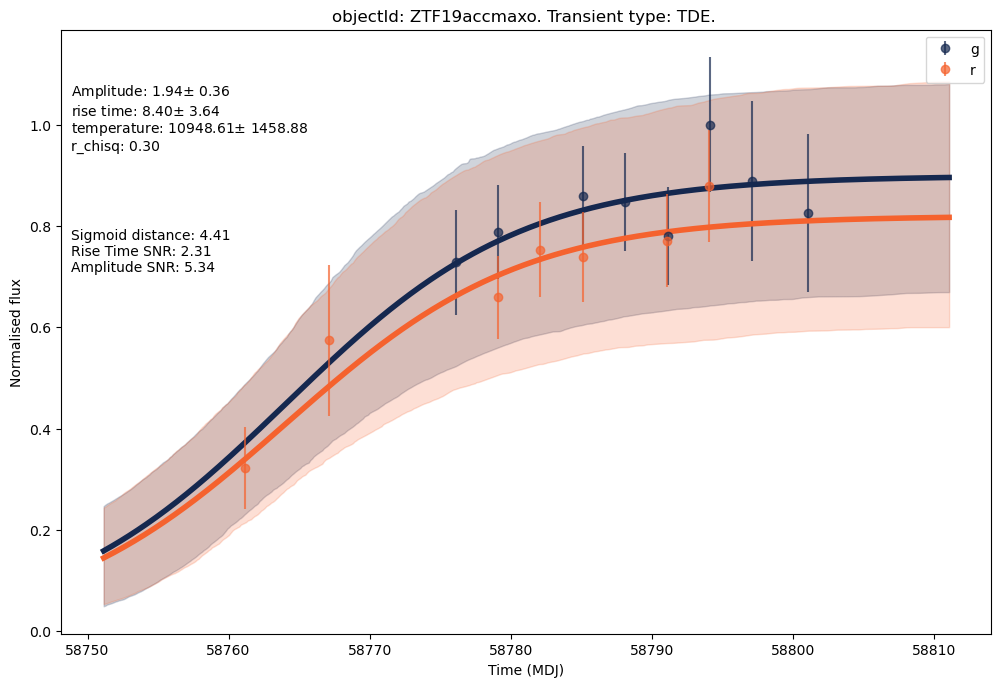 objectId: ZTF19accmaxo. Transient type: TDE.
g
r
Amplitude: 1.94± 0.36
rise time: 8.40± 3.64
temperature: 10948.61± 1458.88
r_chisq: 0.30
Sigmoid distance: 4.41
Rise Time SNR: 2.31
Amplitude SNR: 5.34
Normalised flux
1.0
0.8
0.6
0.4
0.2
0.0
58750 58760 58770 58780 58790 58800 58810
Time (MDJ)